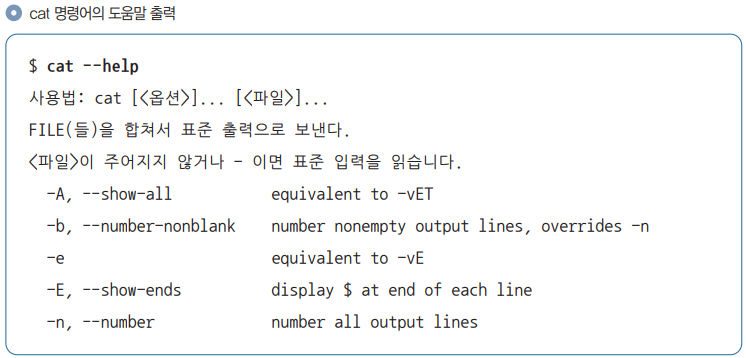 cat 명령어의 도움말 출력
$ cat --help
사용법: cat [<옵션>]... [<파일>]...
FILE(들)을 합쳐서 표준 출력으로 보낸다.
<파일>이 주어지지 않거나 - 이면 표준 입력을 읽습니다.
-A, --show-all equivalent to -vET
-b, --number-nonblank number nonempty output lines, overrides -n
-e equivalent to -vE
-E, --show-ends display $ at end of each line
-n, --number number all output lines